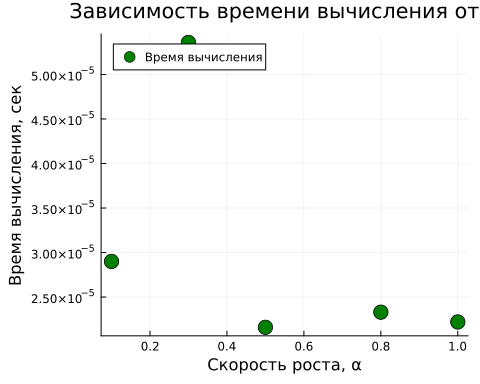 Зависимость времени вычисления от
Время вычисления
Время вычисления, сек
5.00×10⁻⁵
4.50×10⁻⁵
4.00×10⁻⁵
3.50×10⁻⁵
3.00×10⁻⁵
2.50×10⁻⁵
0.2 0.4 0.6 0.8 1.0
Скорость роста, α